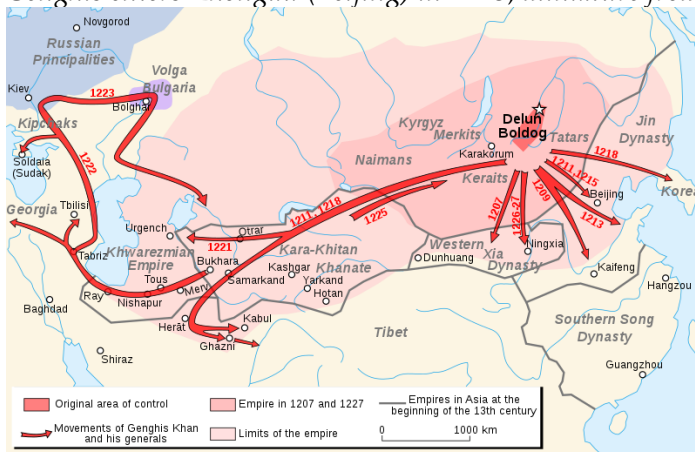 Novgorod
Russian
Principalities
Volga
Bulgaria
Kiev
1223
Bolghar
Kipchaks
Soldaia
(Sudak)
1222
Georgia
Tbilisi
Tabriz
Urgench
Khwarezmian
Empire
Otrar
1221
Bukhara
Samarkand
Tous
Merv
Ray
Nishapur
Baghdad
Shiraz
Herât
Kabul
Ghazni
Kara-Khitan
Khanate
Kashgar
Yarkand
Hotan
1211, 1218
1225
Naimans
Kyrgyz
Merkits
Karakorum
Keraits
Delun
Boldog
Tatars
Jin
Dynasty
1218
1211,1215
Korea
Beijing
1209
1213
1207
1226-27
Western
Xia
Dynasty
Dunhuang
Ningxia
Kaifeng
Hangzou
Southern Song
Dynasty
Guangzhou
Tibet
Original area of control
Movements of Genghis Khan
and his generals
Empire in 1207 and 1227
Limits of the empire
Empires in Asia at the
beginning of the 13th century
0 1000 km